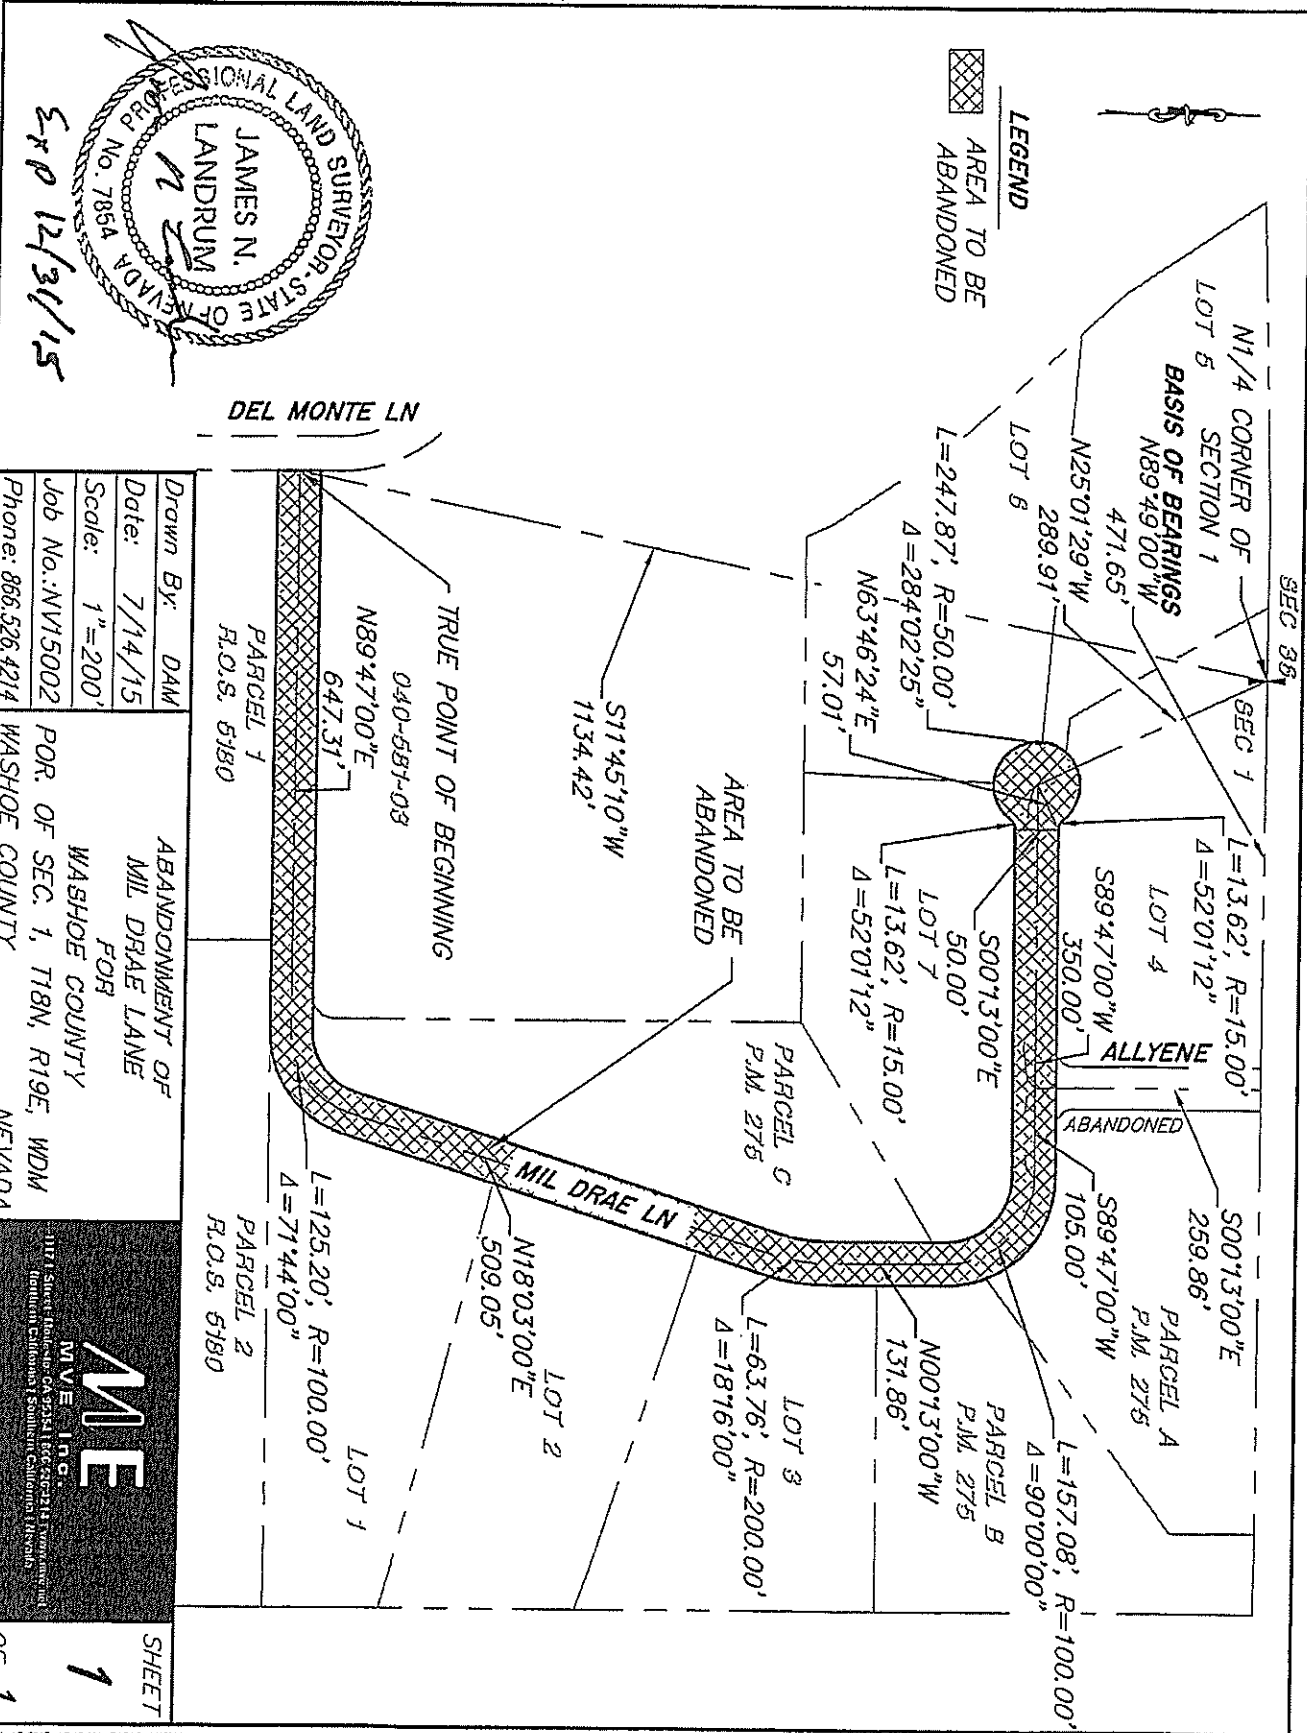 SEC 36
SEC 1
N1/4 CORNER OF
LOT 5 SECTION 1
BASIS OF BEARINGS
N89°49'00"W
471.65'
N25°01'29"W
289.91'
LOT 6
L=247.87', R=50.00'
Δ=284°02'25"
N63°46'24"E
57.01'
LEGEND
AREA TO BE
ABANDONED
L=13.62', R=15.00'
Δ=52°01'12"
LOT 4
S89°47'00"W
350.00'
ALLYENE
ABANDONED
S00°13'00"E
259.86'
PARCEL A
P.M. 275
S89°47'00"W
105.00'
S00°13'00"E
50.00'
LOT 7
L=13.62', R=15.00'
Δ=52°01'12"
L=157.08', R=100.00'
Δ=90°00'00"
PARCEL B
P.M. 275
N00°13'00"W
131.86'
PARCEL C
P.M. 275
AREA TO BE
ABANDONED
LOT 3
L=63.76', R=200.00'
Δ=18°16'00"
MIL DRAE LN
S11°45'10"W
1134.42'
LOT 2
N18°03'00"E
509.05'
TRUE POINT OF BEGINNING
040-581-03
N89°47'00"E
647.31'
DEL MONTE LN
LOT 1
L=125.20', R=100.00'
Δ=71°44'00"
PARCEL 1
R.O.S. 5180
PARCEL 2
R.O.S. 5180
PROFESSIONAL LAND SURVEYOR-STATE OF NEVADA
JAMES N.
LANDRUM
No. 7854
Exp 12/31/15
Drawn By: DAM
Date: 7/14/15
Scale: 1"=200'
Job No.:NV15002
Phone: 866.526.4214
ABANDONMENT OF
MIL DRAE LANE
FOR
WASHOE COUNTY
POR. OF SEC. 1, T18N, R19E, WDM
WASHOE COUNTY NEVADA
ME
MVE Inc.
SHEET
1
OF 1